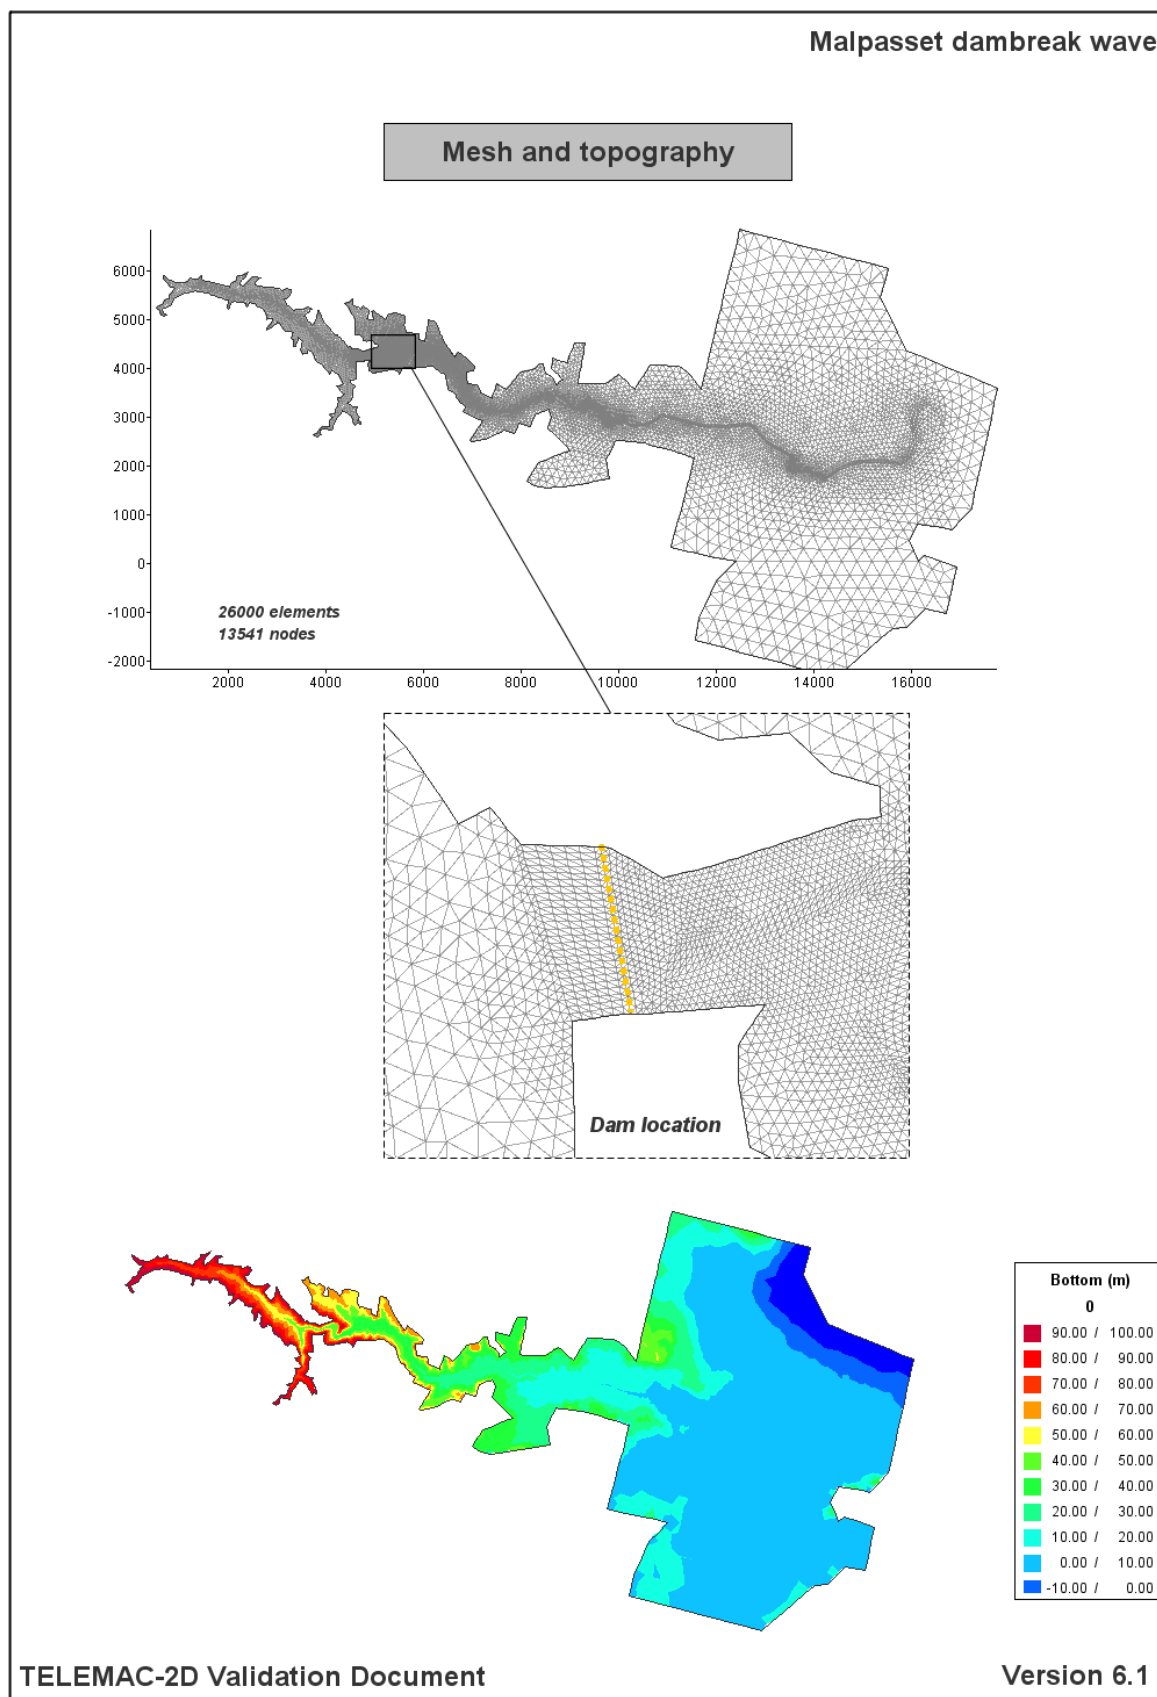 Malpasset dambreak wave
Mesh and topography
6000
5000
4000
3000
2000
1000
0
-1000
-2000
26000 elements
13541 nodes
2000 4000 6000 8000 10000 12000 14000 16000
Dam location
Bottom (m)
0
90.00 / 100.00
80.00 / 90.00
70.00 / 80.00
60.00 / 70.00
50.00 / 60.00
40.00 / 50.00
30.00 / 40.00
20.00 / 30.00
10.00 / 20.00
0.00 / 10.00
-10.00 / 0.00
TELEMAC-2D Validation Document
Version 6.1